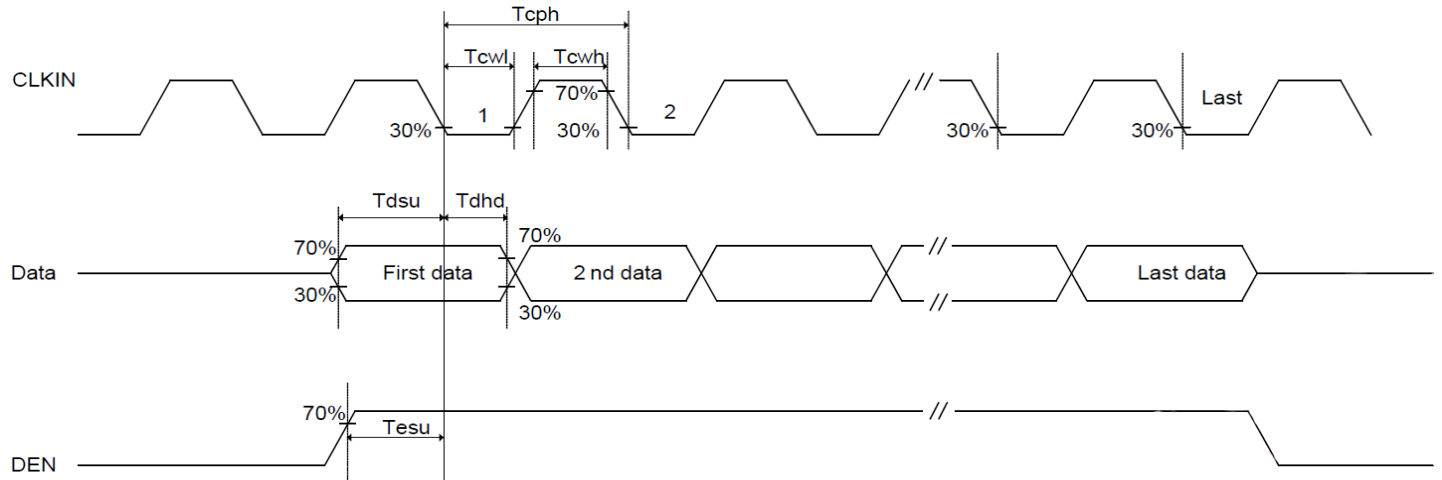 Tcph
Tcwl Tcwh
CLKIN
70%
1 2 Last
30% 30% 30% 30%
Tdsu Tdhd
70% 70%
Data First data 2 nd data Last data
30% 30%
70%
Tesu
DEN